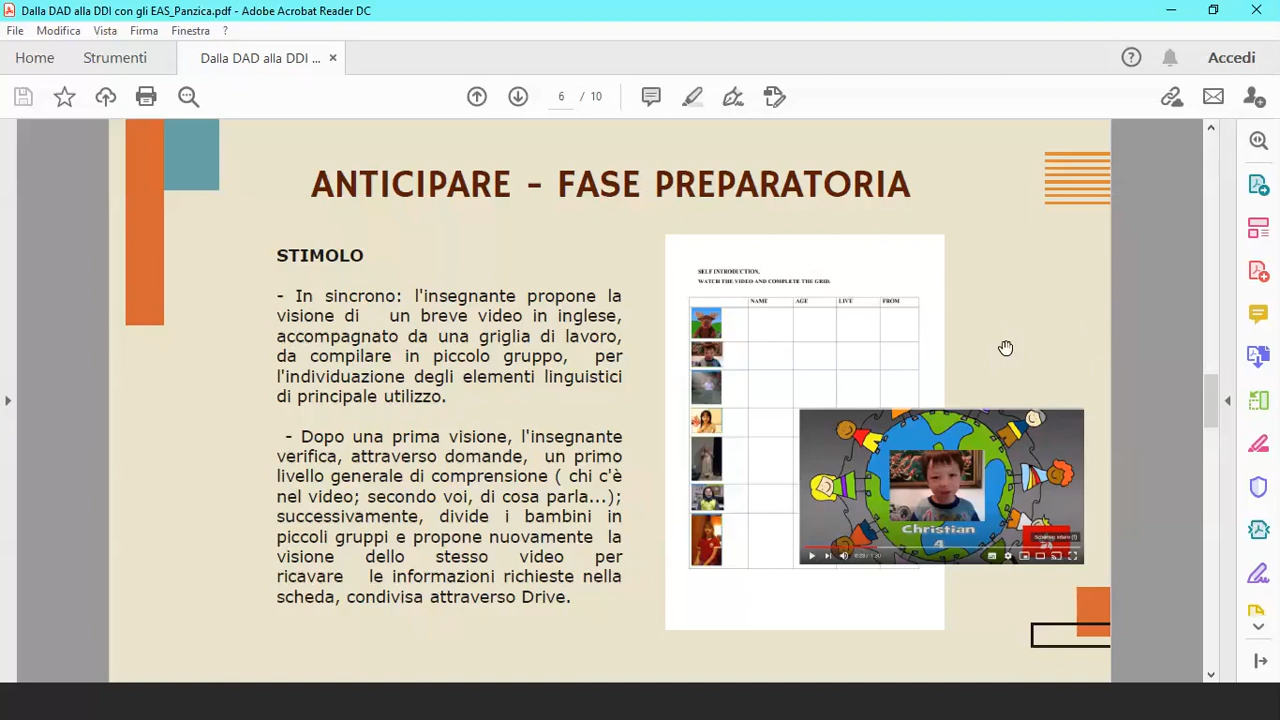 Dalla DAD alla DDI con gli EAS_Panzica.pdf - Adobe Acrobat Reader DC
File Modifica Vista Firma Finestra ?
Home Strumenti Dalla DAD alla DDI ... × Accedi
6 / 10
ANTICIPARE - FASE PREPARATORIA
STIMOLO
- In sincrono: l'insegnante propone la
visione di un breve video in inglese,
accompagnato da una griglia di lavoro,
da compilare in piccolo gruppo, per
l'individuazione degli elementi linguistici
di principale utilizzo.
- Dopo una prima visione, l'insegnante
verifica, attraverso domande, un primo
livello generale di comprensione ( chi c'è
nel video; secondo voi, di cosa parla...);
successivamente, divide i bambini in
piccoli gruppi e propone nuovamente la
visione dello stesso video per
ricavare le informazioni richieste nella
scheda, condivisa attraverso Drive.
SELF INTRODUCTION.
WATCH THE VIDEO AND COMPLETE THE GRID.
NAME AGE LIVE FROM
Christian
4